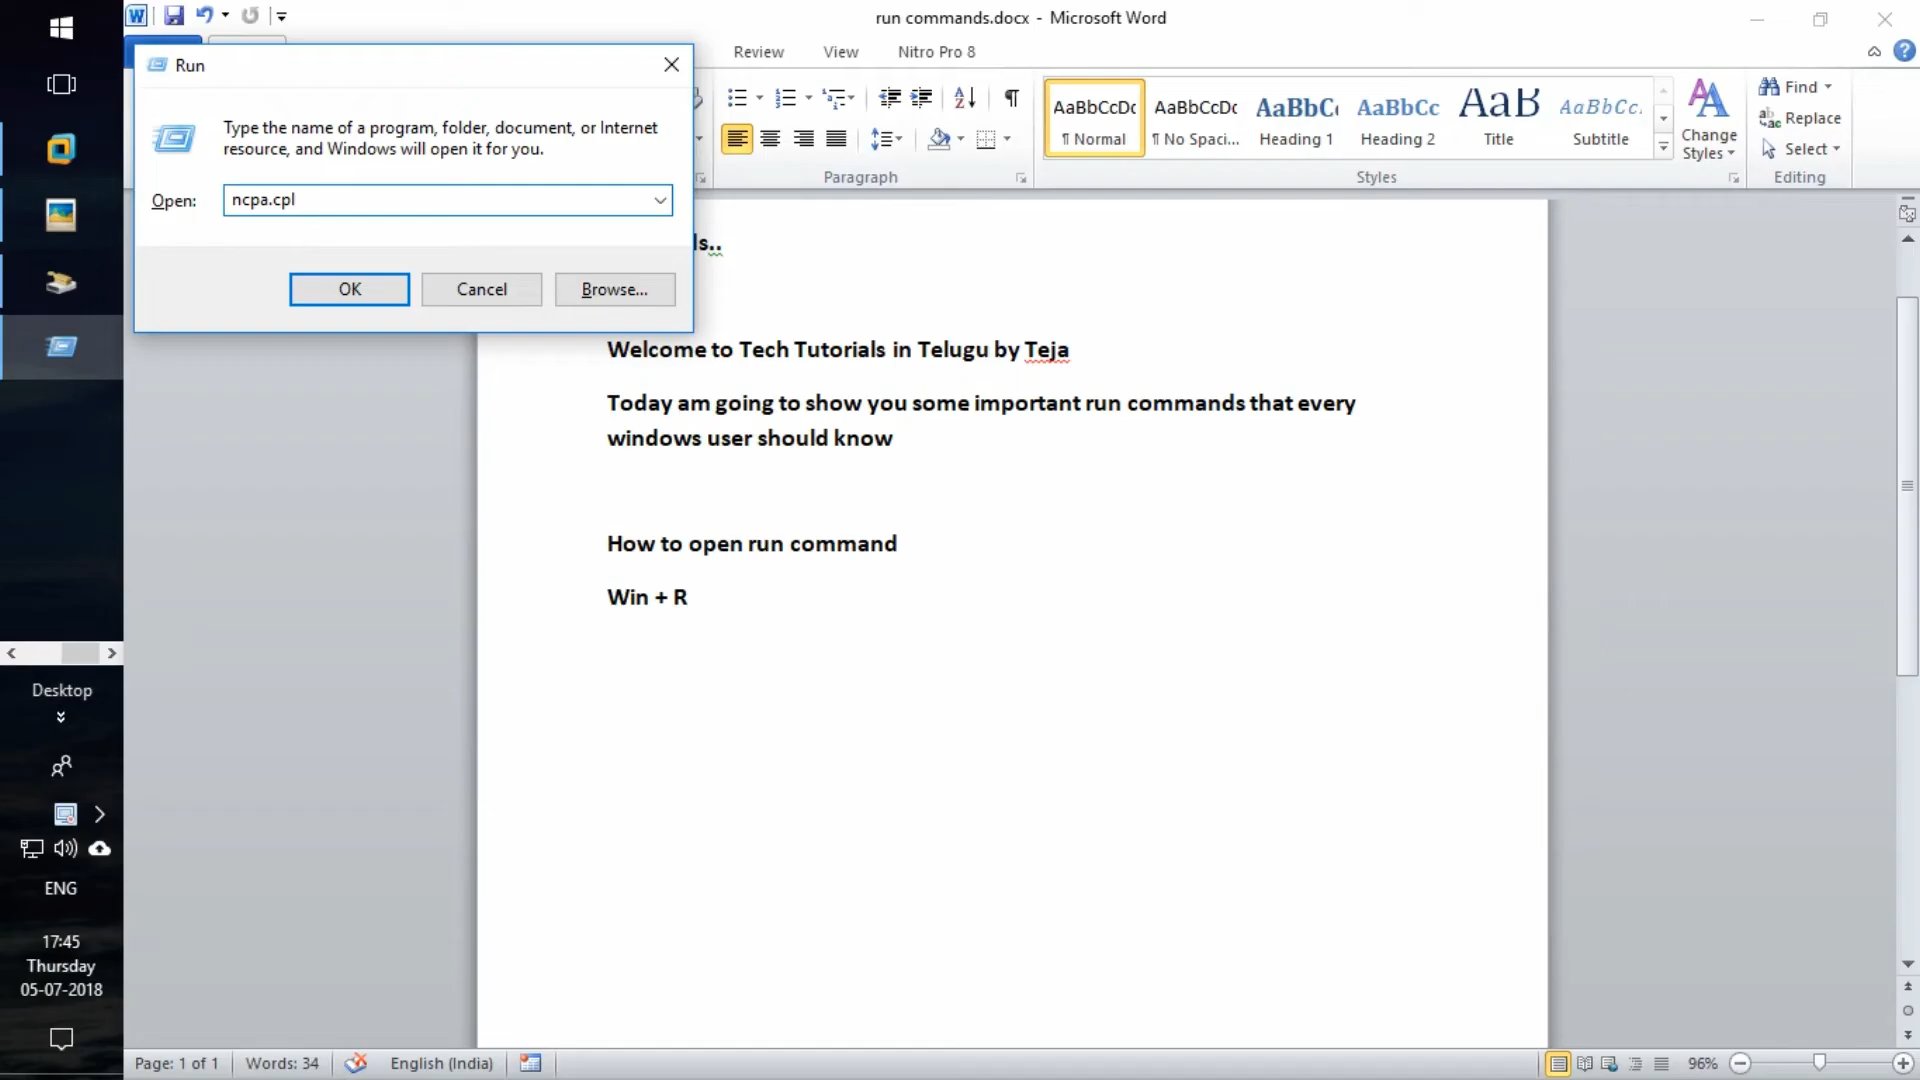 run commands.docx - Microsoft Word
Review View Nitro Pro 8
Run
Type the name of a program, folder, document, or Internet
resource, and Windows will open it for you.
Open: ncpa.cpl
OK Cancel Browse...
AaBbCcDc AaBbCcDc AaBbC AaBbCc AaB AaBbCc.
¶ Normal ¶ No Spaci... Heading 1 Heading 2 Title Subtitle
Change
Styles
Find
Replace
Select
Paragraph Styles Editing
ls..
Welcome to Tech Tutorials in Telugu by Teja
Today am going to show you some important run commands that every
windows user should know
How to open run command
Win + R
Desktop
ENG
17:45
Thursday
05-07-2018
Page: 1 of 1 Words: 34 English (India) 96%